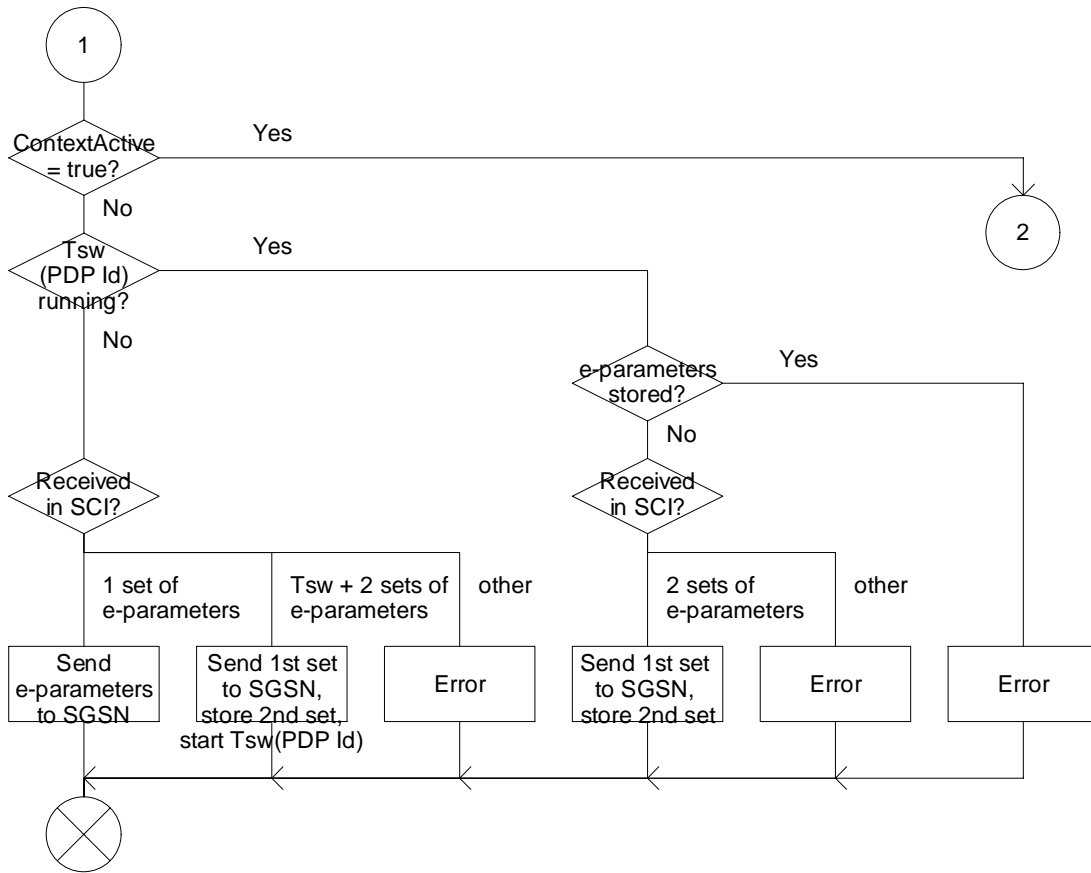 1
ContextActive
= true?
Yes
No
2
Tsw
(PDP Id)
running?
Yes
No
e-parameters
stored?
Yes
No
Received
in SCI?
Received
in SCI?
1 set of
e-parameters
Tsw + 2 sets of
e-parameters
other
2 sets of
e-parameters
other
Send
e-parameters
to SGSN
Send 1st set
to SGSN,
store 2nd set,
start Tsw(PDP Id)
Error
Send 1st set
to SGSN,
store 2nd set
Error
Error